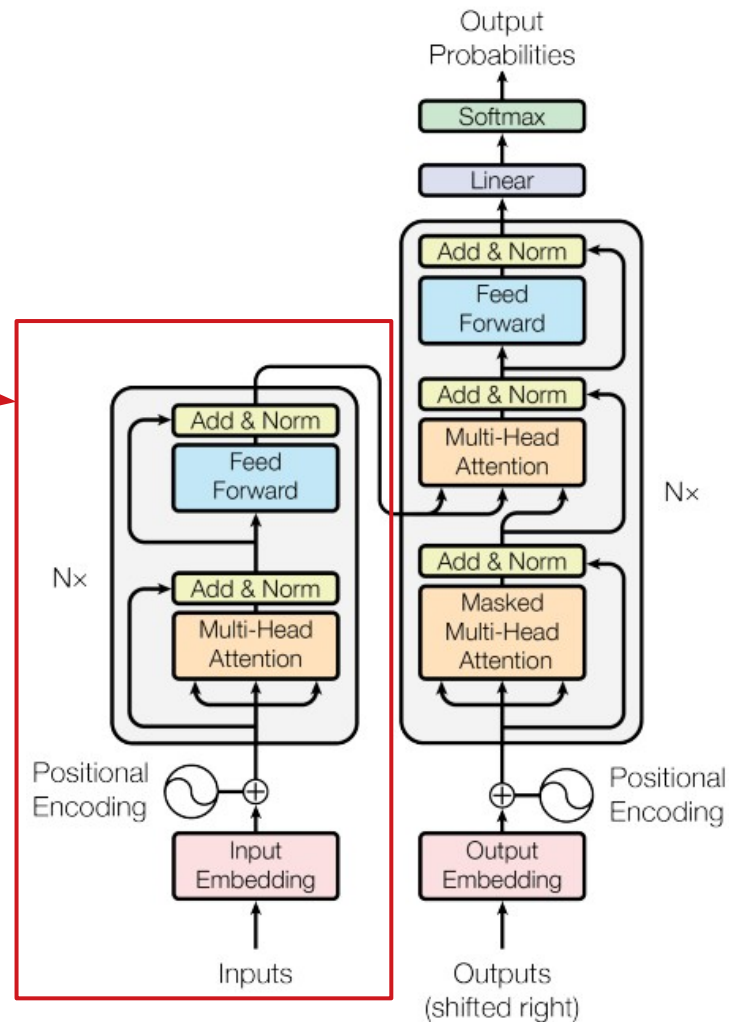 Output
Probabilities
Softmax
Linear
Add & Norm
Feed
Forward
Add & Norm
Multi-Head
Attention
Nx
Add & Norm
Masked
Multi-Head
Attention
Add & Norm
Feed
Forward
Nx
Add & Norm
Multi-Head
Attention
Positional
Encoding
Input
Embedding
Inputs
Positional
Encoding
Output
Embedding
Outputs
(shifted right)